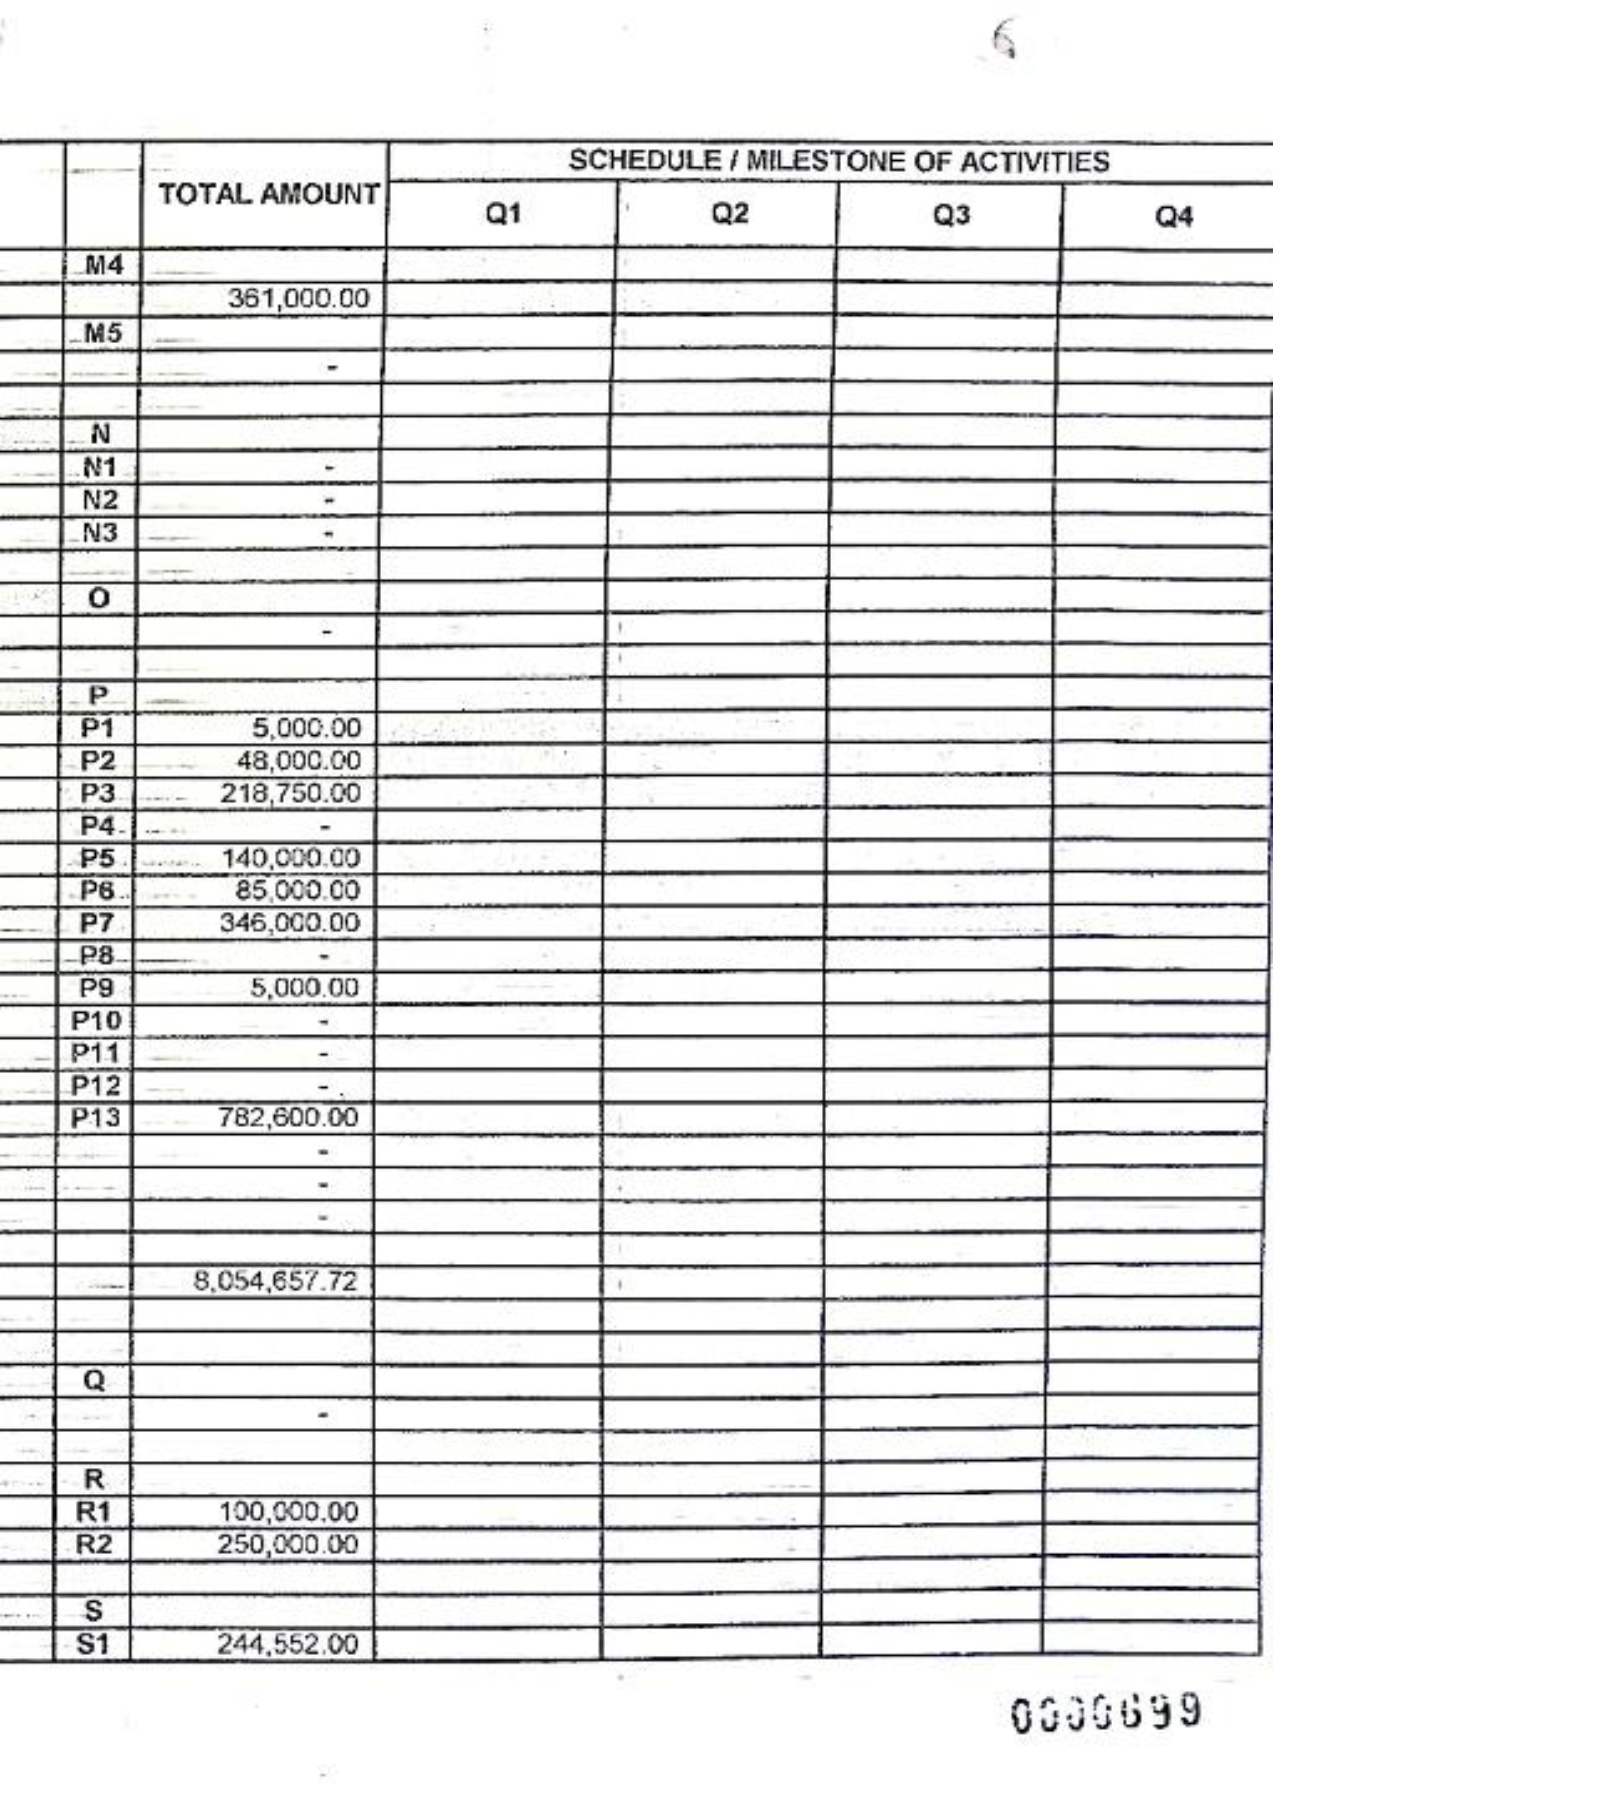 6
SCHEDULE / MILESTONE OF ACTIVITIES
TOTAL AMOUNT
Q1 Q2 Q3 Q4
M4
361,000.00
M5
-
N
N1 -
N2 -
N3 -
O
-
P
P1 5,000.00
P2 48,000.00
P3 218,750.00
P4 -
P5 140,000.00
P6 85,000.00
P7 346,000.00
P8 -
P9 5,000.00
P10 -
P11 -
P12 -
P13 782,600.00
-
-
-
8,054,657.72
Q
-
R
R1 100,000.00
R2 250,000.00
S
S1 244,552.00
0000699